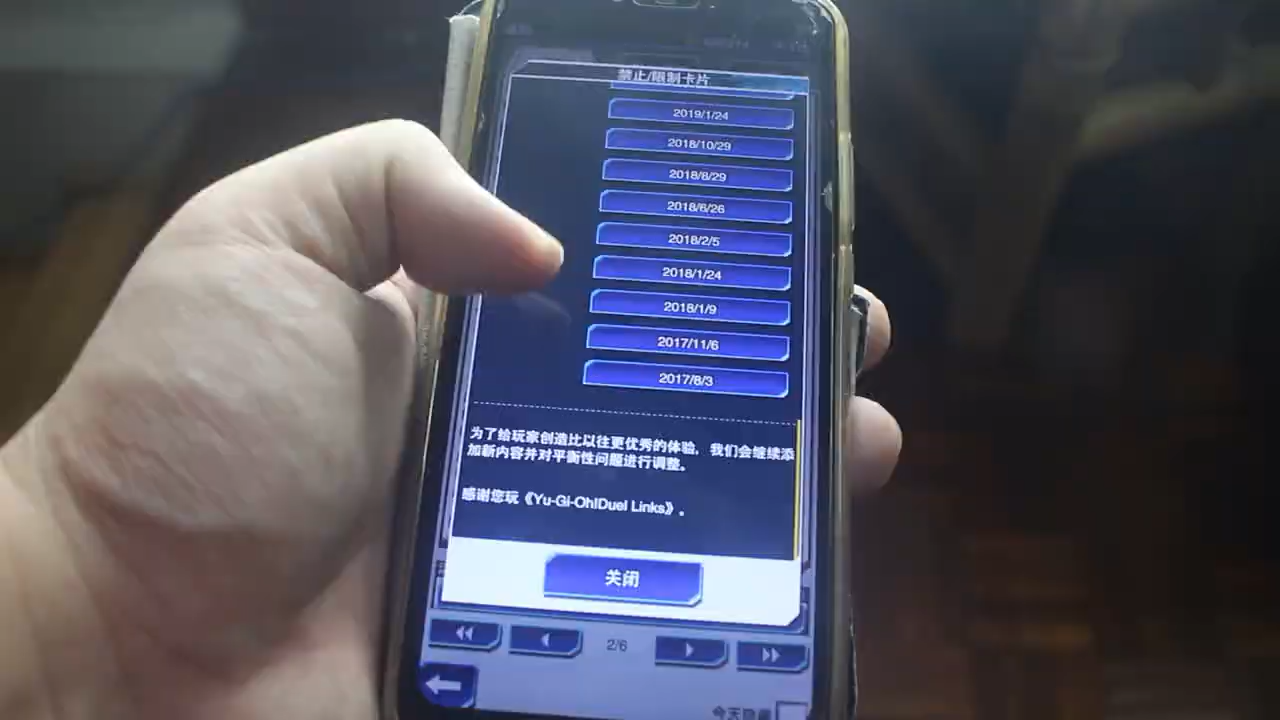 禁止/限制卡片
2019/1/24
2018/10/29
2018/8/29
2018/6/26
2018/2/5
2018/1/24
2018/1/9
2017/11/6
2017/8/3
为了给玩家创造比以往更优秀的体验，我们会继续添
加新内容并对平衡性问题进行调整。
感谢您玩《Yu-Gi-Oh!Duel Links》。
关闭
2/6
今天隐藏